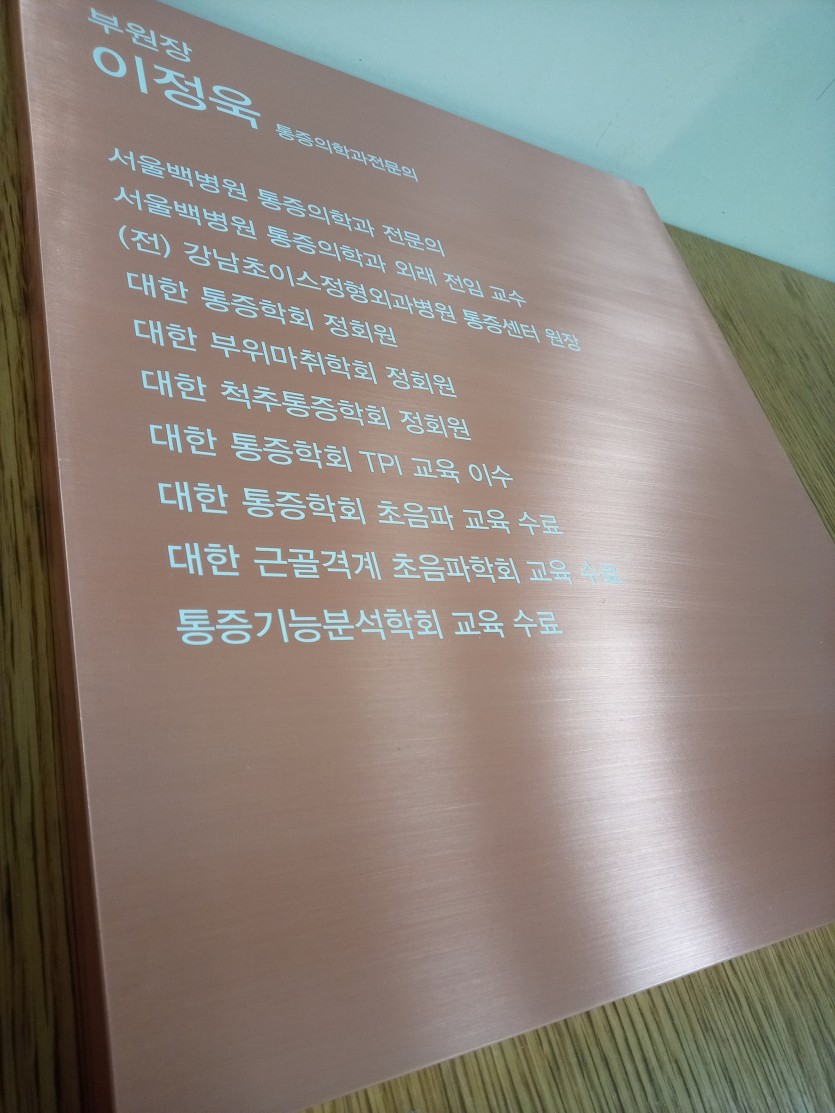 부원장
이정욱 통증의학과전문의
서울백병원 통증의학과 전문의
서울백병원 통증의학과 외래 전임 교수
(전) 강남초이스정형외과병원 통증센터 원장
대한 통증학회 정회원
대한 부위마취학회 정회원
대한 척추통증학회 정회원
대한 통증학회 TPI 교육 이수
대한 통증학회 초음파 교육 수료
대한 근골격계 초음파학회 교육 수료
통증기능분석학회 교육 수료